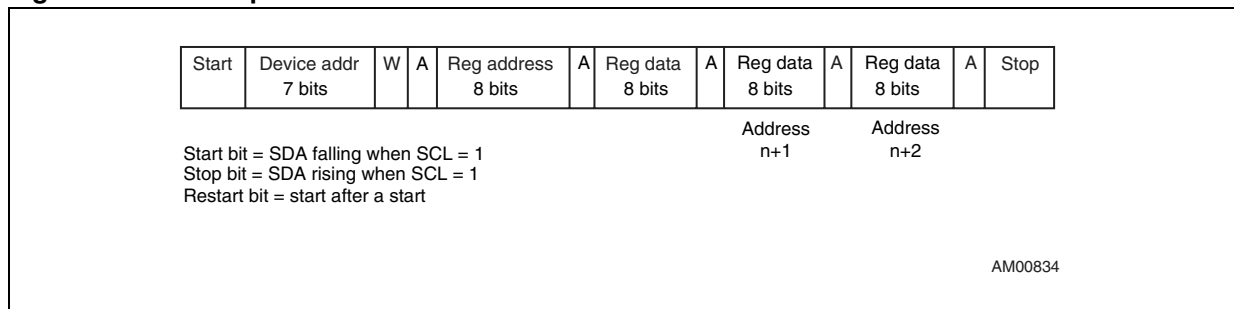 Start Device addr W A Reg address A Reg data A Reg data A Reg data A Stop
7 bits 8 bits 8 bits 8 bits 8 bits
Address Address
n+1 n+2
Start bit = SDA falling when SCL = 1
Stop bit = SDA rising when SCL = 1
Restart bit = start after a start
AM00834